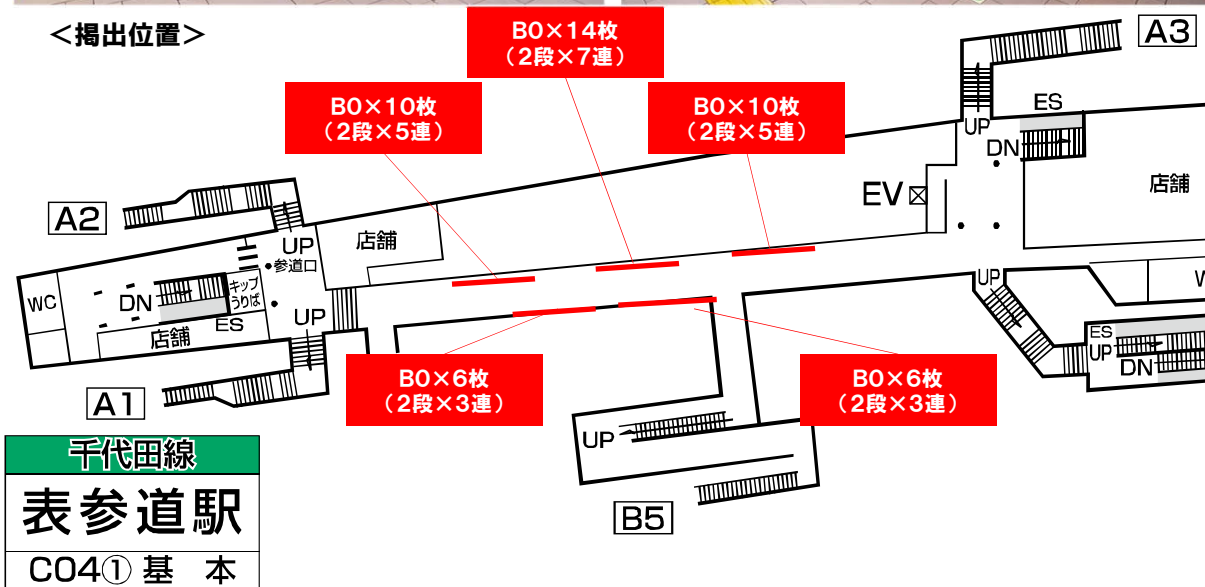 ＜掲出位置＞
B0×14枚
（2段×7連）
A3
B0×10枚
（2段×5連）
B0×10枚
（2段×5連）
ES
UP
DN
EV
店舗
A2
UP
店舗
参道口
WC
DN
キップ
うりば
ES
UP
店舗
UP
W
ES
UP
DN
A1
B0×6枚
（2段×3連）
B0×6枚
（2段×3連）
UP
B5
千代田線
表参道駅
C04① 基 本